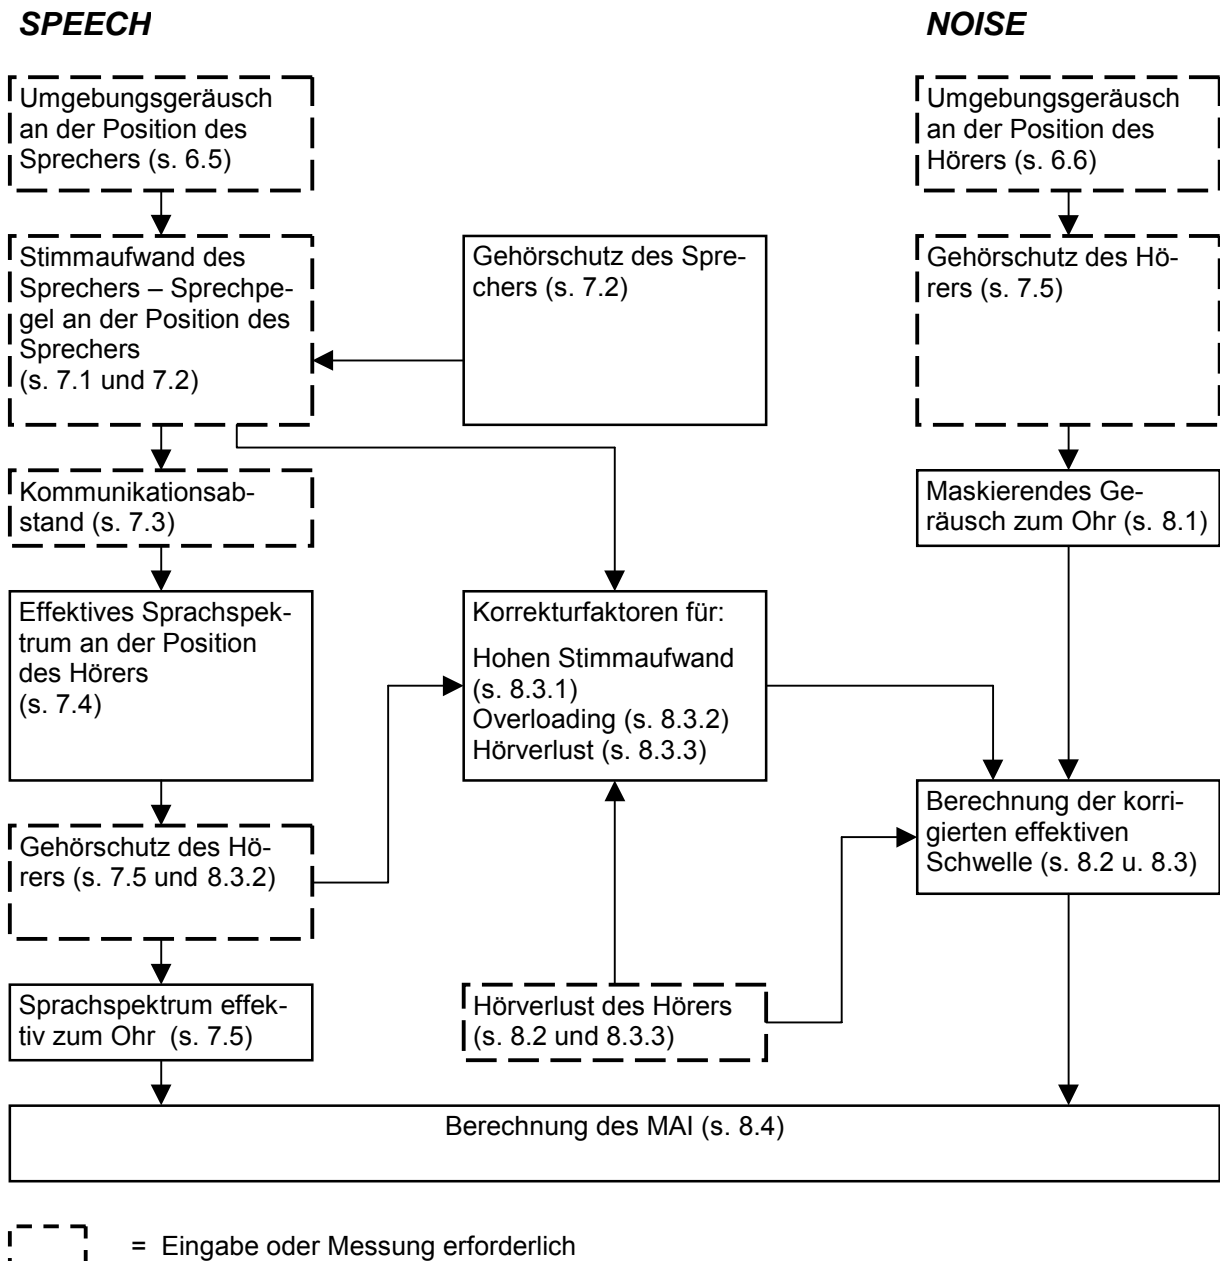 SPEECH
NOISE
Umgebungsgeräusch
an der Position des
Sprechers (s. 6.5)
Umgebungsgeräusch
an der Position des
Hörers (s. 6.6)
Stimmaufwand des
Sprechers – Sprechpe-
gel an der Position des
Sprechers
(s. 7.1 und 7.2)
Gehörschutz des Spre-
chers (s. 7.2)
Gehörschutz des Hö-
rers (s. 7.5)
Kommunikationsab-
stand (s. 7.3)
Maskierendes Ge-
räusch zum Ohr (s. 8.1)
Effektives Sprachspek-
trum an der Position
des Hörers
(s. 7.4)
Korrekturfaktoren für:
Hohen Stimmaufwand
(s. 8.3.1)
Overloading (s. 8.3.2)
Hörverlust (s. 8.3.3)
Berechnung der korri-
gierten effektiven
Schwelle (s. 8.2 u. 8.3)
Gehörschutz des Hö-
rers (s. 7.5 und 8.3.2)
Sprachspektrum effek-
tiv zum Ohr (s. 7.5)
Hörverlust des Hörers
(s. 8.2 und 8.3.3)
Berechnung des MAI (s. 8.4)
= Eingabe oder Messung erforderlich